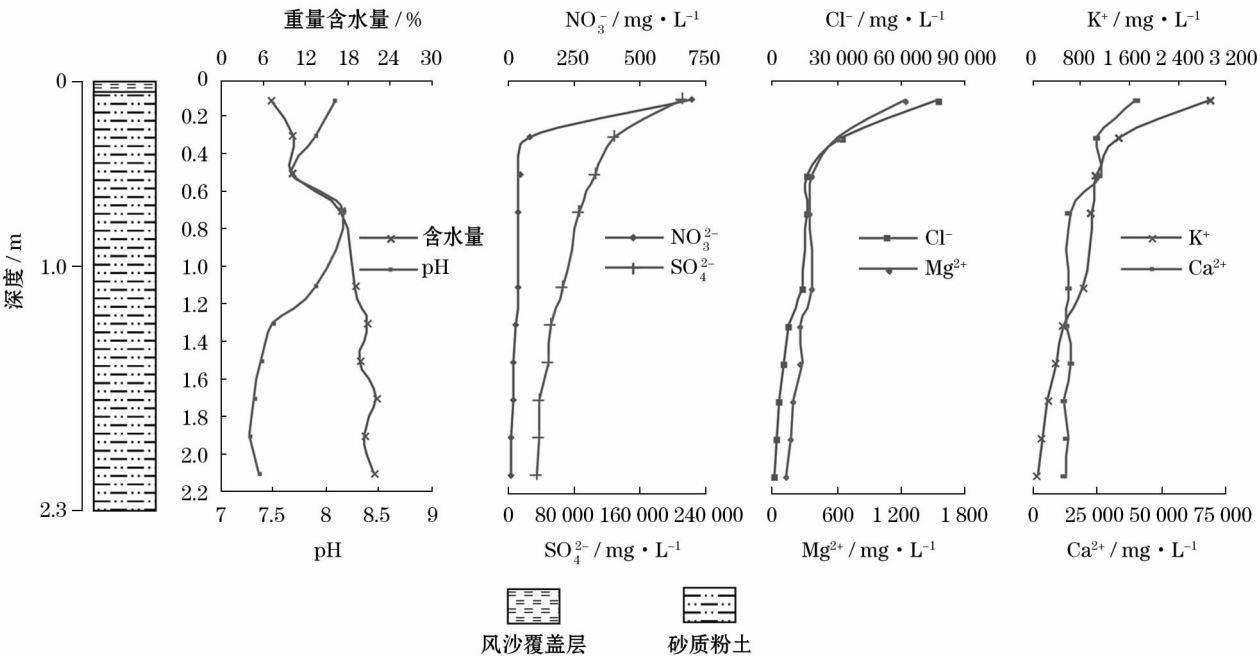 重量含水量 / %
NO₃⁻ / mg·L⁻¹
Cl⁻ / mg·L⁻¹
K⁺ / mg·L⁻¹
0 6 12 18 24 30
0 250 500 750
0 30 000 60 000 90 000
0 800 1 600 2 400 3 200
0
1.0
2.3
深度 / m
0
0.2
0.4
0.6
0.8
1.0
1.2
1.4
1.6
1.8
2.0
2.2
含水量
pH
NO₃²⁻
SO₄²⁻
Cl⁻
Mg²⁺
K⁺
Ca²⁺
7 7.5 8 8.5 9
0 80 000 160 000 240 000
0 600 1 200 1 800
0 25 000 50 000 75 000
pH
SO₄²⁻ / mg·L⁻¹
Mg²⁺ / mg·L⁻¹
Ca²⁺ / mg·L⁻¹
风沙覆盖层
砂质粉土